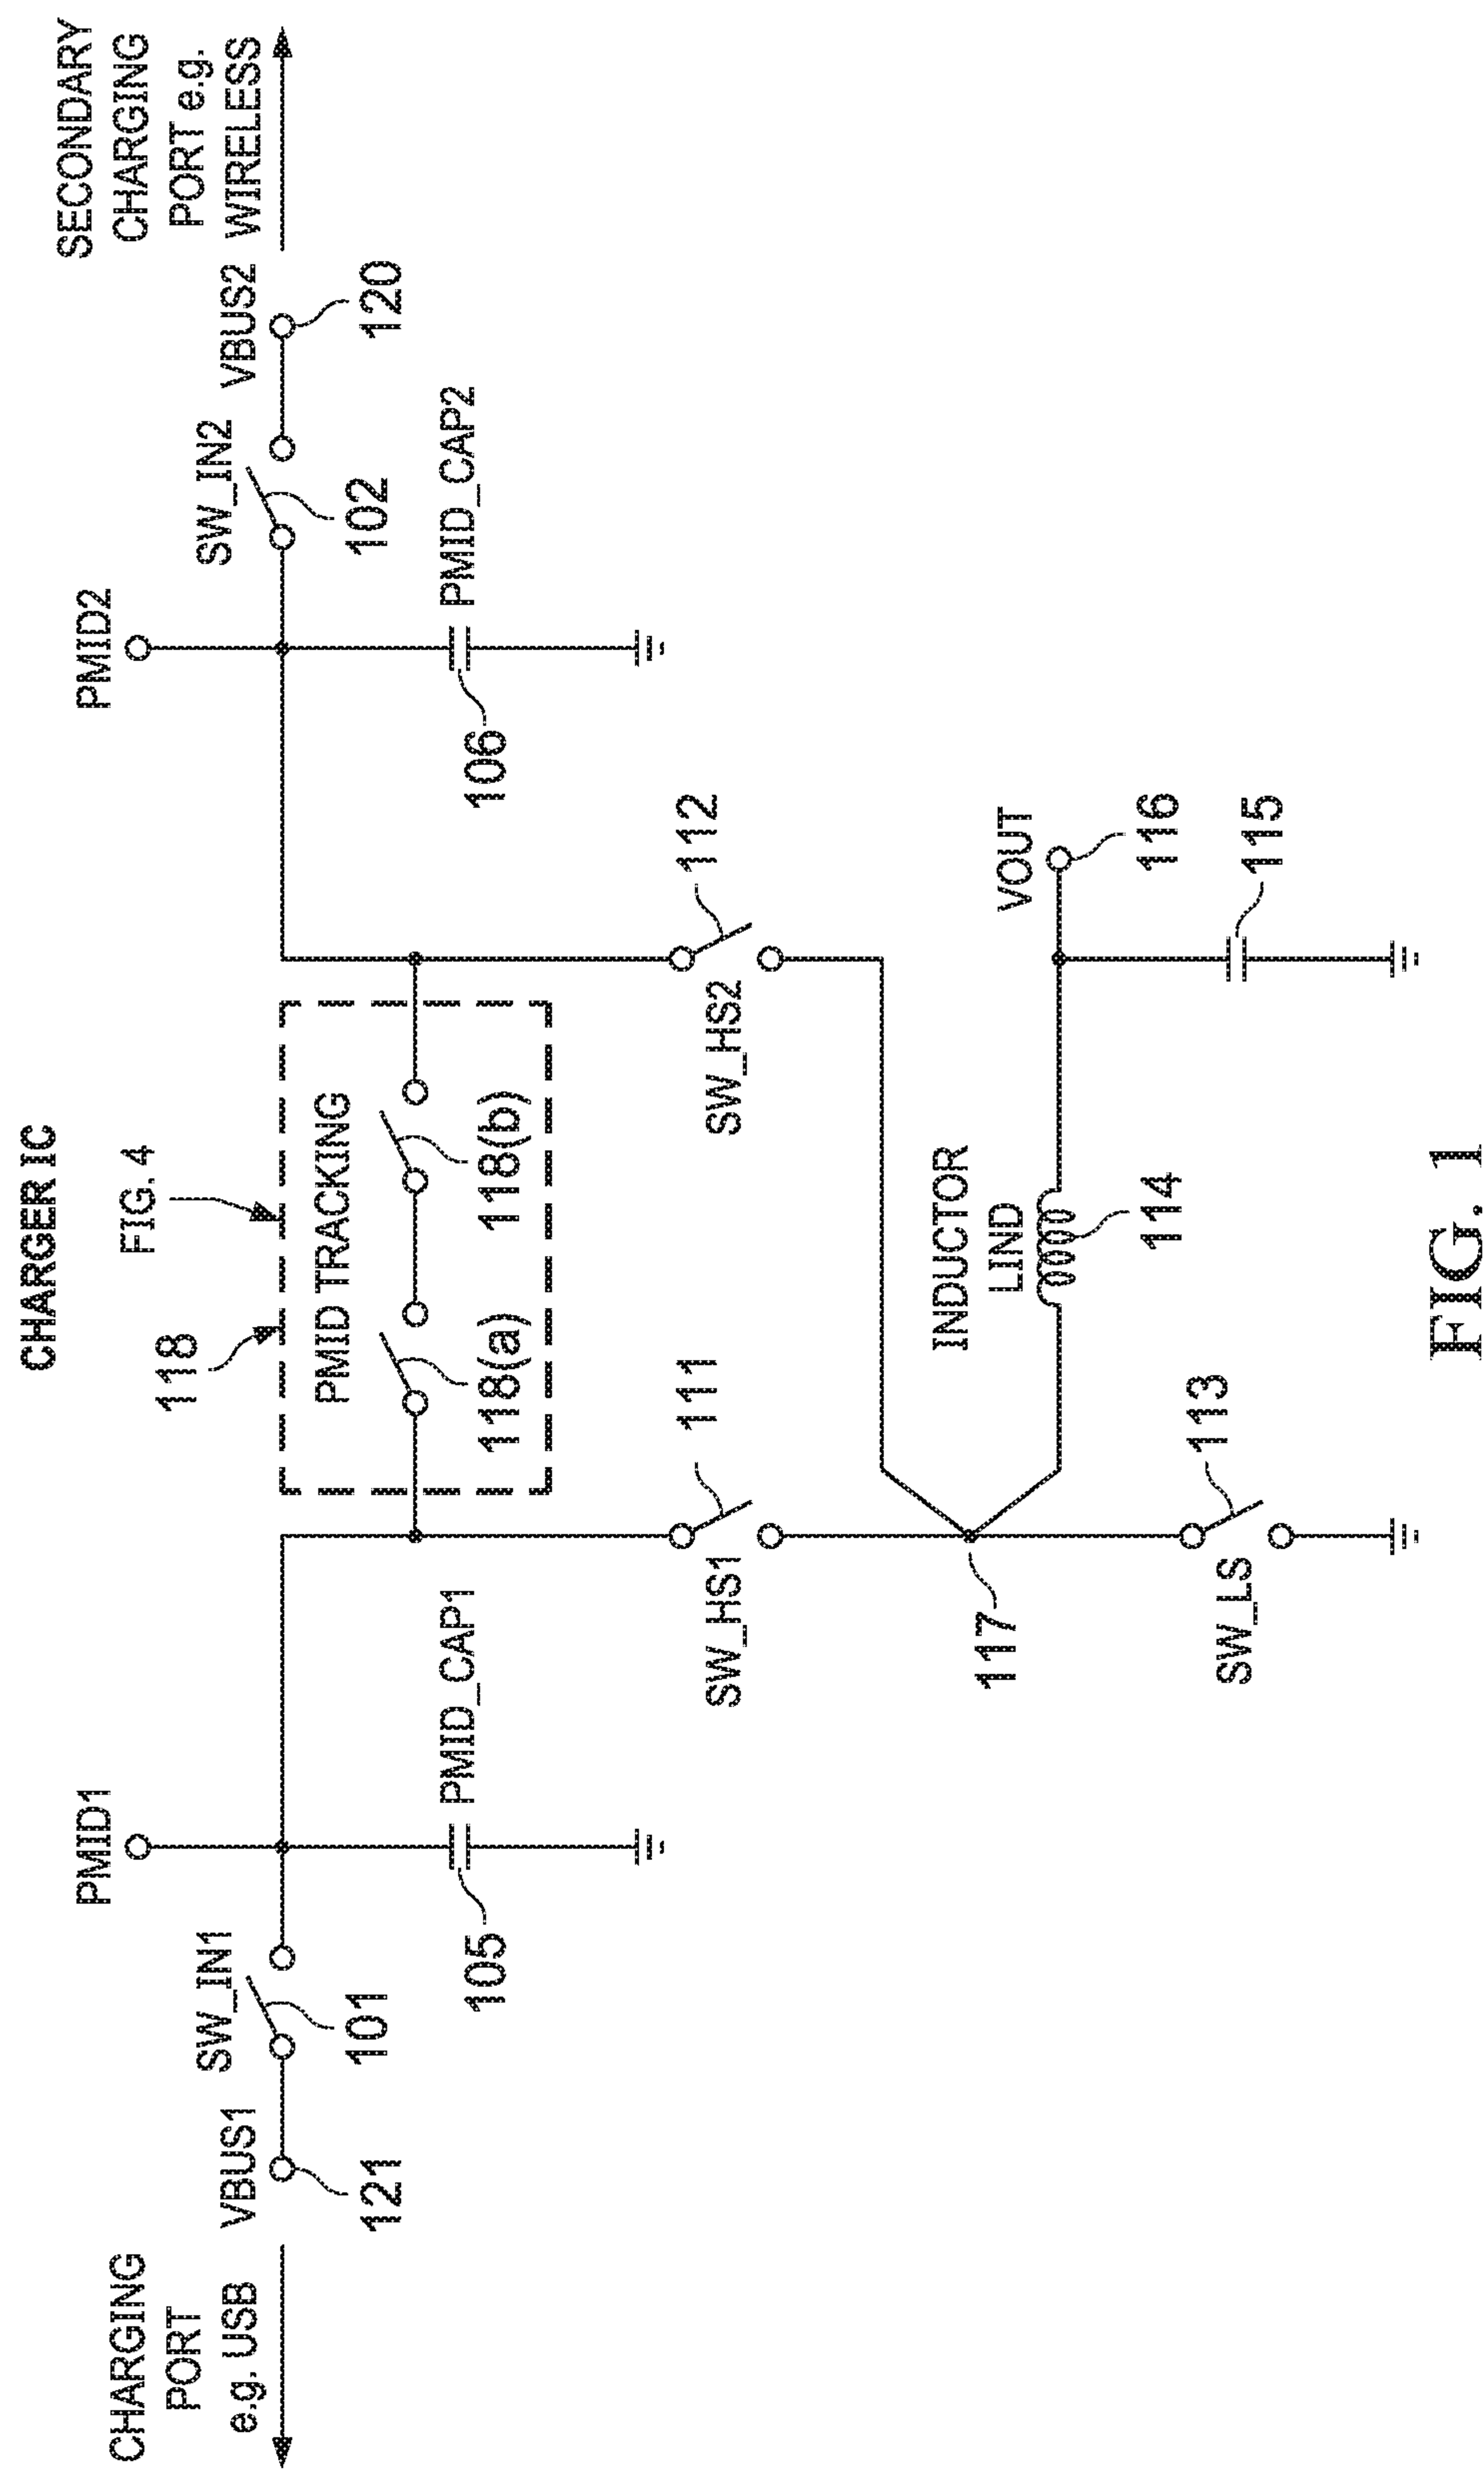 CHARGER IC
CHARGING
PORT
e.g. USB
VBUS1
121
SW_IN1
101
PMID1
105
PMID_CAP1
118
FIG. 4
PMID TRACKING
118(a)
118(b)
PMID2
106
PMID_CAP2
SW_IN2
102
VBUS2
120
SECONDARY
CHARGING
PORT e.g.
WIRELESS
SW_HS1
111
SW_HS2
112
117
INDUCTOR
LIND
114
VOUT
116
115
SW_LS
113
FIG. 1